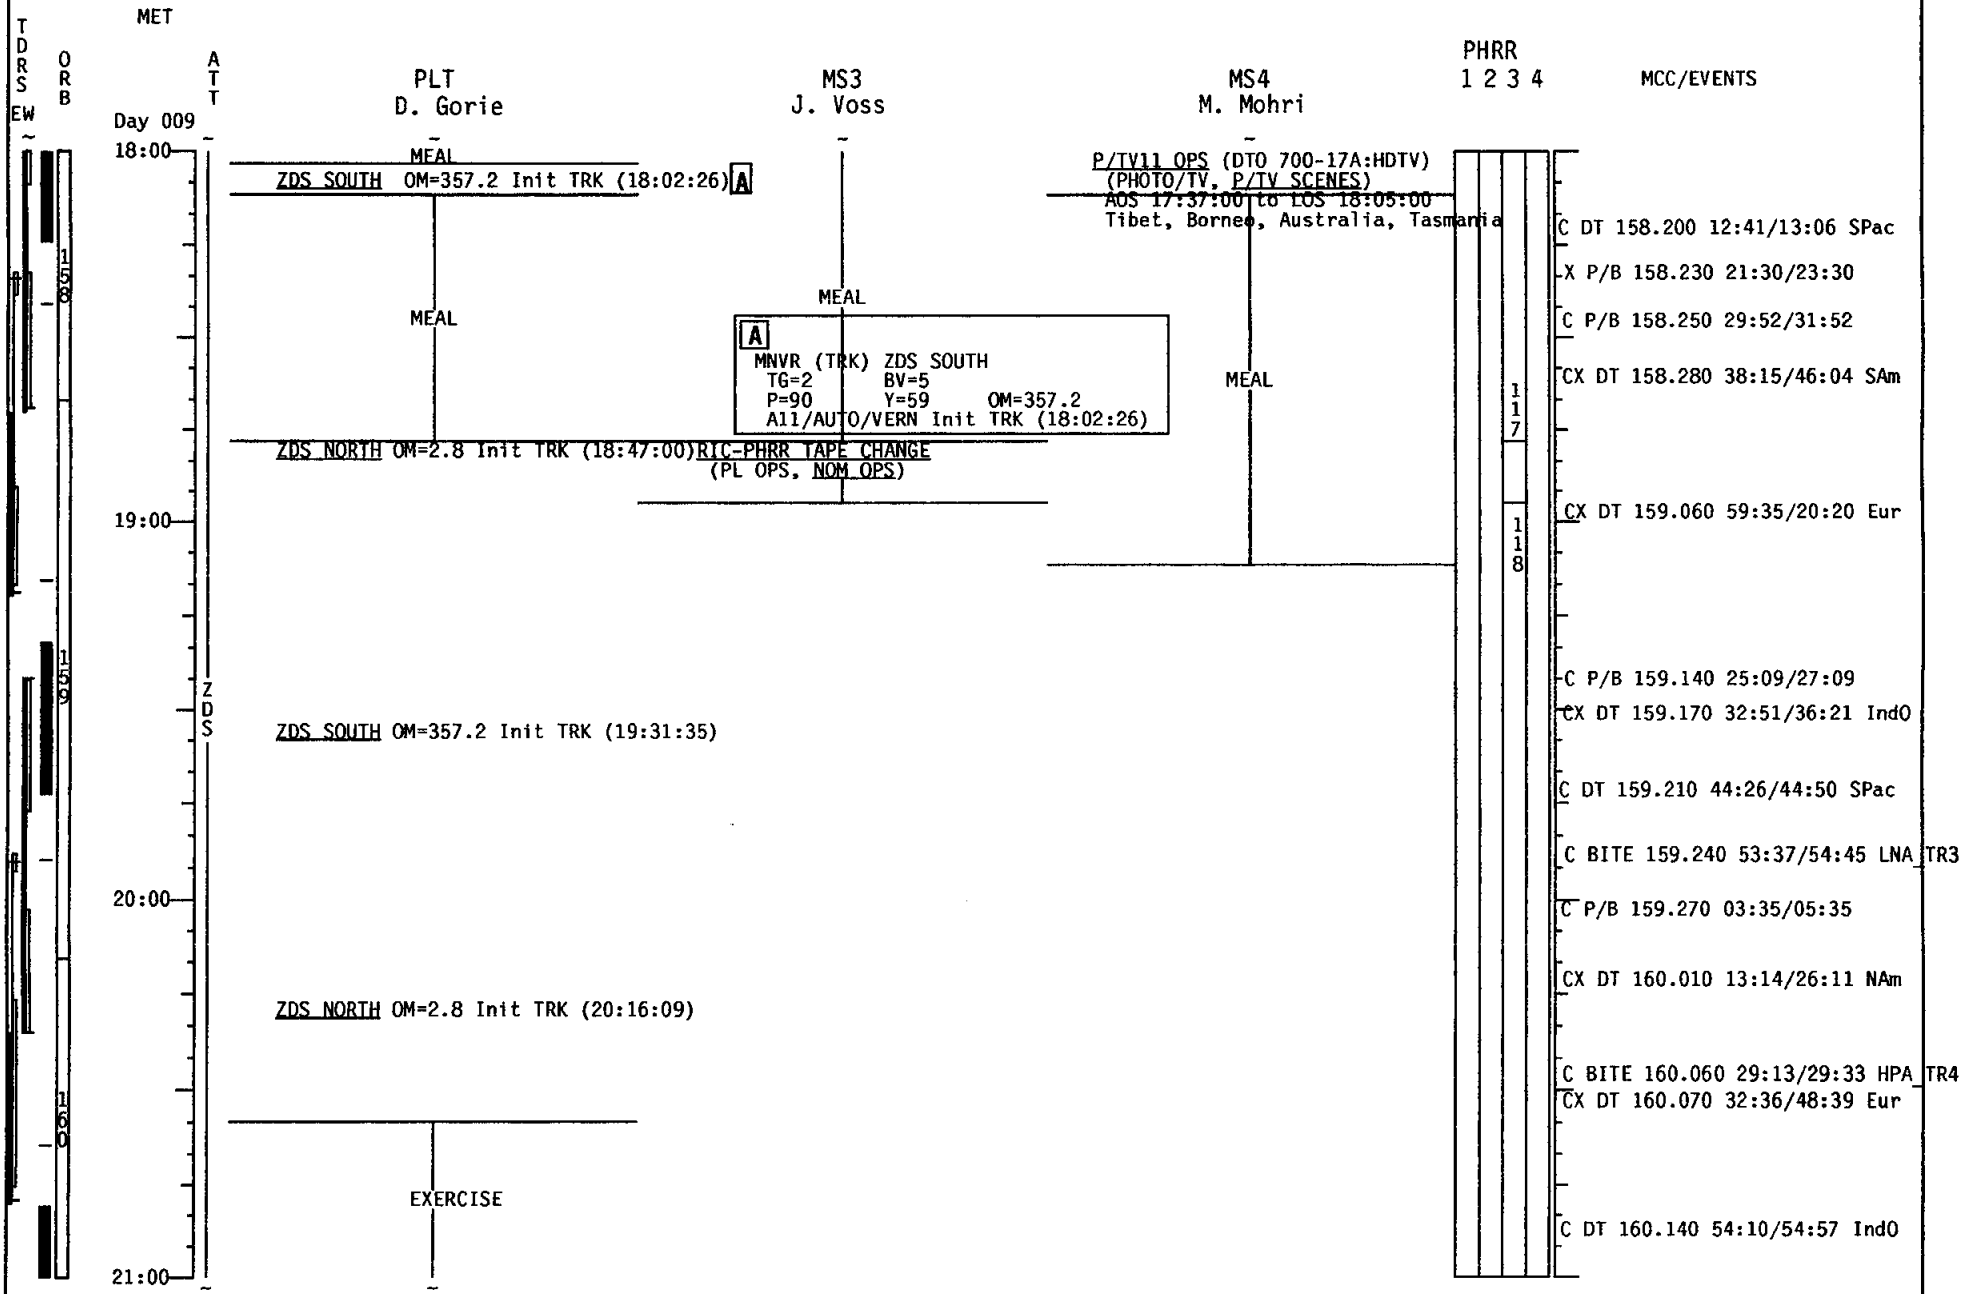 MET
TDRS
EW
ORB
ATT
PLT
D. Gorie
MS3
J. Voss
MS4
M. Mohri
PHRR
1 2 3 4
MCC/EVENTS
Day 009
18:00
MEAL
ZDS SOUTH OM=357.2 Init TRK (18:02:26) A
P/TV11 OPS (DTO 700-17A:HDTV)
(PHOTO/TV, P/TV SCENES)
AOS 17:37:00 to LOS 18:05:00
Tibet, Borneo, Australia, Tasmania
C DT 158.200 12:41/13:06 SPac
158
X P/B 158.230 21:30/23:30
MEAL
MEAL
C P/B 158.250 29:52/31:52
A
MNVR (TRK) ZDS SOUTH
TG=2 BV=5
P=90 Y=59 OM=357.2
All/AUTO/VERN Init TRK (18:02:26)
MEAL
CX DT 158.280 38:15/46:04 SAm
117
ZDS NORTH OM=2.8 Init TRK (18:47:00)
RIC-PHRR TAPE CHANGE
(PL OPS, NOM OPS)
19:00
CX DT 159.060 59:35/20:20 Eur
118
159
ZDS
C P/B 159.140 25:09/27:09
CX DT 159.170 32:51/36:21 IndO
ZDS SOUTH OM=357.2 Init TRK (19:31:35)
C DT 159.210 44:26/44:50 SPac
C BITE 159.240 53:37/54:45 LNA_TR3
20:00
C P/B 159.270 03:35/05:35
CX DT 160.010 13:14/26:11 NAm
ZDS NORTH OM=2.8 Init TRK (20:16:09)
C BITE 160.060 29:13/29:33 HPA_TR4
CX DT 160.070 32:36/48:39 Eur
160
EXERCISE
C DT 160.140 54:10/54:57 IndO
21:00